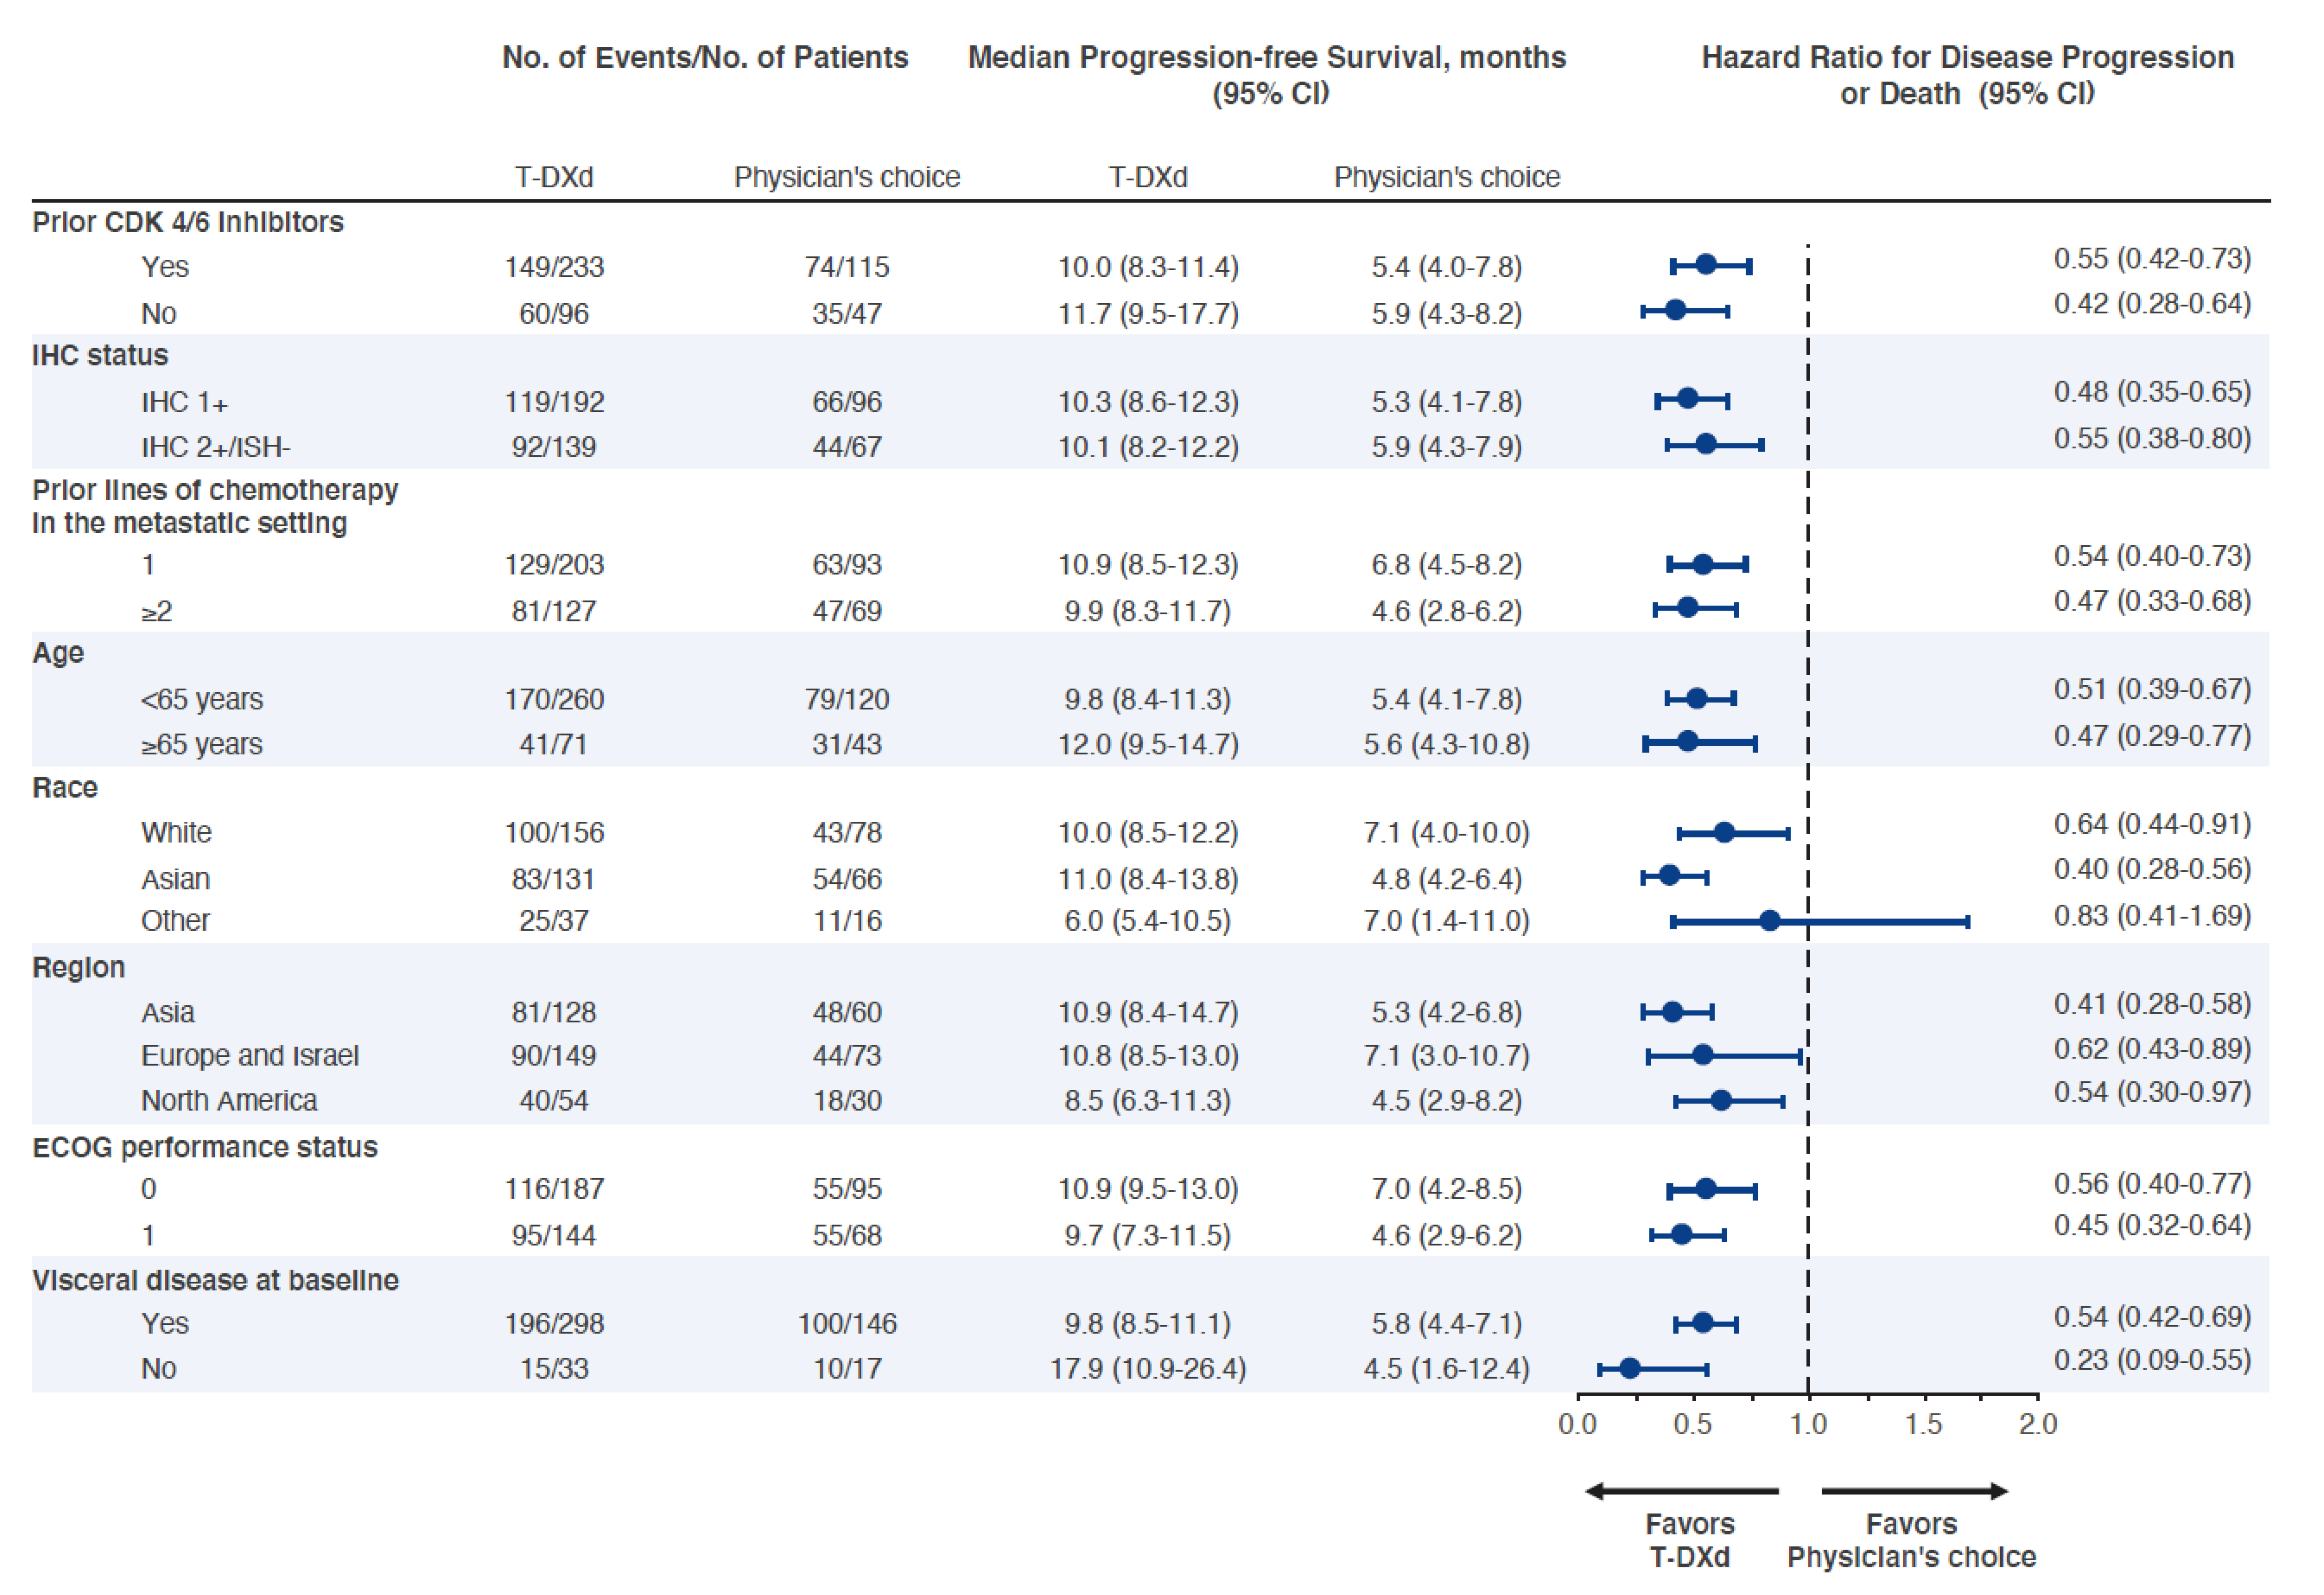 No. of Events/No. of Patients Median Progression-free Survival, months Hazard Ratio for Disease Progression
(95% CI) or Death (95% CI)
T-DXd Physician's choice T-DXd Physician's choice
Prior CDK 4/6 Inhibitors
Yes 149/233 74/115 10.0 (8.3-11.4) 5.4 (4.0-7.8) 0.55 (0.42-0.73)
No 60/96 35/47 11.7 (9.5-17.7) 5.9 (4.3-8.2) 0.42 (0.28-0.64)
IHC status
IHC 1+ 119/192 66/96 10.3 (8.6-12.3) 5.3 (4.1-7.8) 0.48 (0.35-0.65)
IHC 2+/ISH- 92/139 44/67 10.1 (8.2-12.2) 5.9 (4.3-7.9) 0.55 (0.38-0.80)
Prior lines of chemotherapy
in the metastatic setting
1 129/203 63/93 10.9 (8.5-12.3) 6.8 (4.5-8.2) 0.54 (0.40-0.73)
≥2 81/127 47/69 9.9 (8.3-11.7) 4.6 (2.8-6.2) 0.47 (0.33-0.68)
Age
<65 years 170/260 79/120 9.8 (8.4-11.3) 5.4 (4.1-7.8) 0.51 (0.39-0.67)
≥65 years 41/71 31/43 12.0 (9.5-14.7) 5.6 (4.3-10.8) 0.47 (0.29-0.77)
Race
White 100/156 43/78 10.0 (8.5-12.2) 7.1 (4.0-10.0) 0.64 (0.44-0.91)
Asian 83/131 54/66 11.0 (8.4-13.8) 4.8 (4.2-6.4) 0.40 (0.28-0.56)
Other 25/37 11/16 6.0 (5.4-10.5) 7.0 (1.4-11.0) 0.83 (0.41-1.69)
Region
Asia 81/128 48/60 10.9 (8.4-14.7) 5.3 (4.2-6.8) 0.41 (0.28-0.58)
Europe and Israel 90/149 44/73 10.8 (8.5-13.0) 7.1 (3.0-10.7) 0.62 (0.43-0.89)
North America 40/54 18/30 8.5 (6.3-11.3) 4.5 (2.9-8.2) 0.54 (0.30-0.97)
ECOG performance status
0 116/187 55/95 10.9 (9.5-13.0) 7.0 (4.2-8.5) 0.56 (0.40-0.77)
1 95/144 55/68 9.7 (7.3-11.5) 4.6 (2.9-6.2) 0.45 (0.32-0.64)
Visceral disease at baseline
Yes 196/298 100/146 9.8 (8.5-11.1) 5.8 (4.4-7.1) 0.54 (0.42-0.69)
No 15/33 10/17 17.9 (10.9-26.4) 4.5 (1.6-12.4) 0.23 (0.09-0.55)
0.0 0.5 1.0 1.5 2.0
Favors Favors
T-DXd Physician's choice